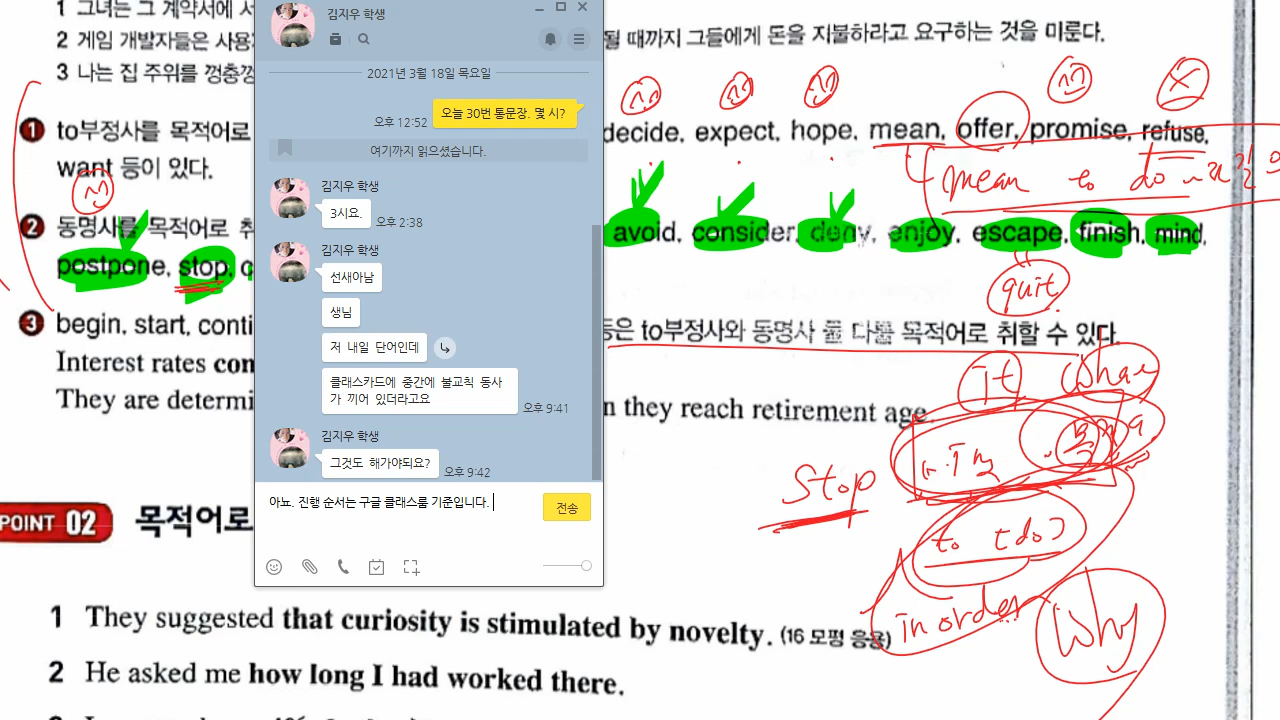 1 그녀는 그 계약서에 서
2 게임 개발자들은 사용
될 때까지 그들에게 돈을 지불하라고 요구하는 것을 미룬다.
3 나는 집 주위를 껑충껑
❶ to부정사를 목적어로
decide, expect, hope, mean, offer, promise, refuse,
want 등이 있다.
mean to do
❷ 동명사를 목적어로 취
avoid, consider, deny, enjoy, escape, finish, mind,
postpone, stop,
quit
❸ begin, start, conti
등은 to부정사와 동명사 를 다를 목적어로 취할 수 있다.
Interest rates con
They are determi
n they reach retirement age.
It
Stop
to (do)
in order
Why
POINT 02 목적어로
1 They suggested that curiosity is stimulated by novelty. (16 모평 응용)
2 He asked me how long I had worked there.
김지우 학생
2021년 3월 18일 목요일
오후 12:52 오늘 30번 통문장. 몇 시?
여기까지 읽으셨습니다.
김지우 학생
3시요. 오후 2:38
김지우 학생
선새아남
생님
저 내일 단어인데
클래스카드에 중간에 불교칙 동사
가 끼어 있더라고요 오후 9:41
김지우 학생
그것도 해가야되요? 오후 9:42
아뇨. 진행 순서는 구글 클래스룸 기준입니다.
전송